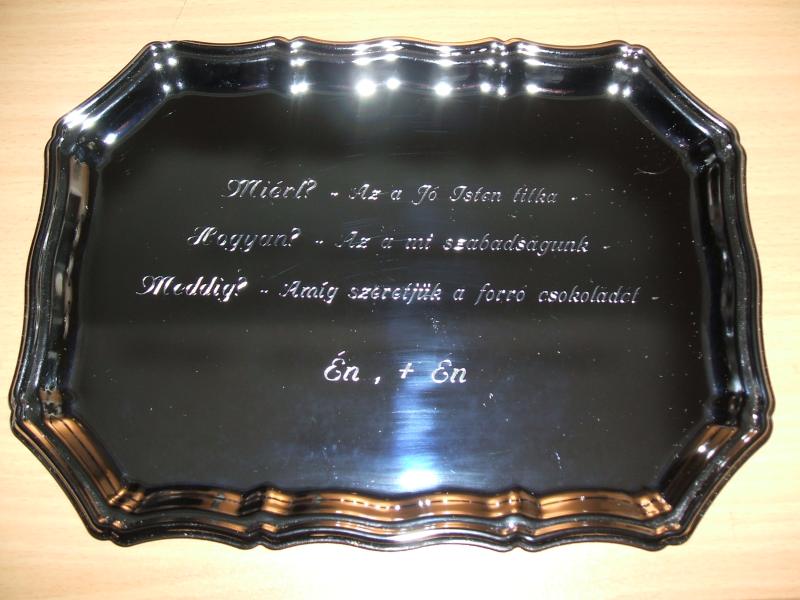 Miért? - Az a Jó Isten titka -
Hogyan? - Az a mi szabadságunk -
Meddig? - Amíg szeretjük a forró csokoládét -
Én, + Én